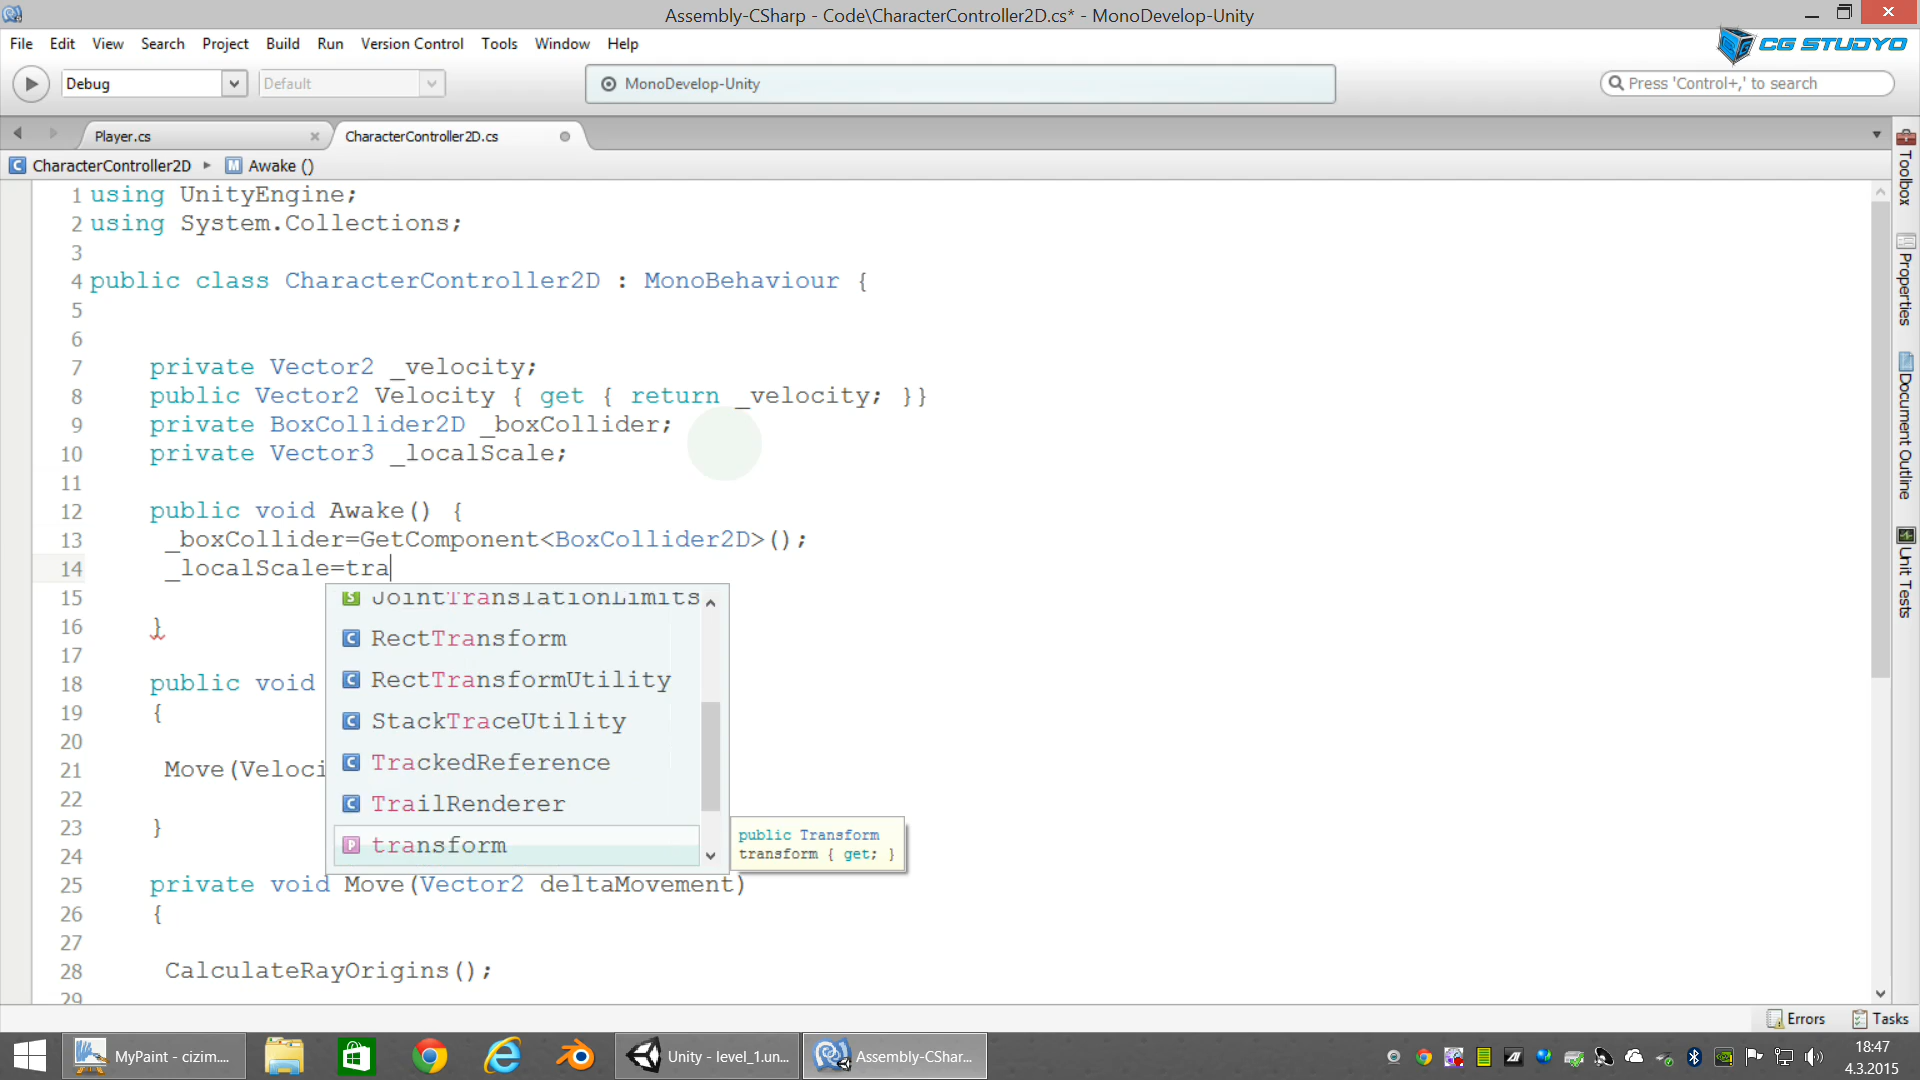 Assembly-CSharp - Code\CharacterController2D.cs* - MonoDevelop-Unity
File Edit View Search Project Build Run Version Control Tools Window Help
CG STUDYO
Debug Default MonoDevelop-Unity Press 'Control+,' to search
Player.cs CharacterController2D.cs
CharacterController2D Awake ()
1 using UnityEngine;
2 using System.Collections;
3
4 public class CharacterController2D : MonoBehaviour {
5
6
7 private Vector2 _velocity;
8 public Vector2 Velocity { get { return _velocity; }}
9 private BoxCollider2D _boxCollider;
10 private Vector3 _localScale;
11
12 public void Awake() {
13 _boxCollider=GetComponent<BoxCollider2D>();
14 _localScale=tra
15
16 }
17
18 public void
19 {
20
21 Move(Veloci
22
23 }
24
25 private void Move(Vector2 deltaMovement)
26 {
27
28 CalculateRayOrigins();
29
JointTranslationLimits
RectTransform
RectTransformUtility
StackTraceUtility
TrackedReference
TrailRenderer
transform
public Transform
transform { get; }
Toolbox
Properties
Document Outline
Unit Tests
Errors Tasks
MyPaint - cizim.... Unity - level_1.un... Assembly-CShar...
18:47
4.3.2015